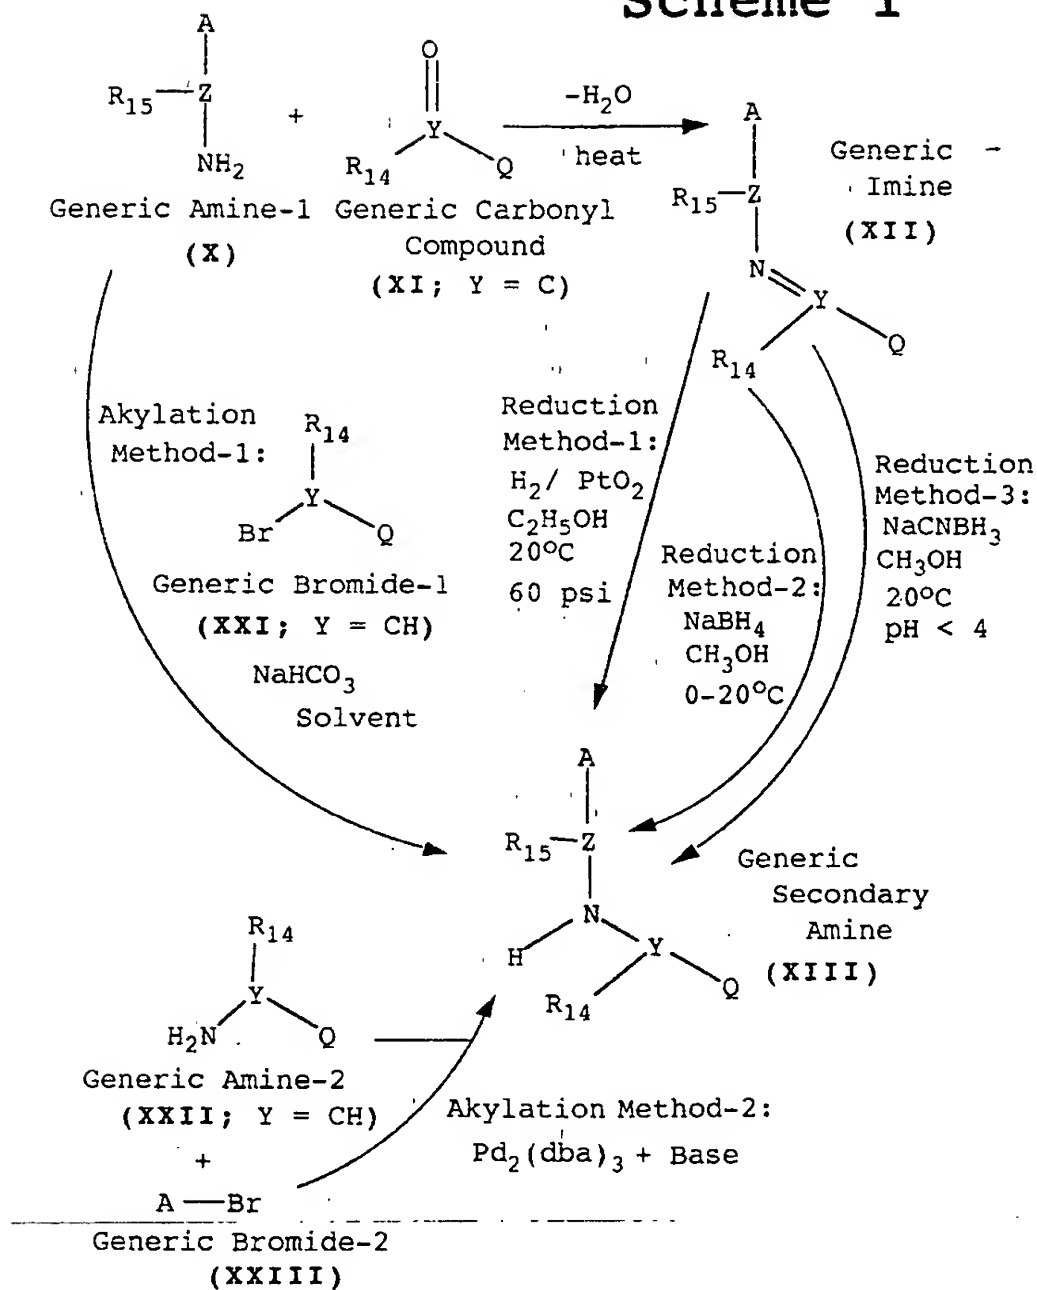 Scheme 1
A
R15 Z
NH2
+
O
Y
R14 Q
-H2O
heat
A
R15 Z
N
Y
Q
R14
Generic
Imine
(XII)
Generic Amine-1
(X)
Generic Carbonyl
Compound
(XI; Y = C)
Akylation
Method-1:
R14
Y
Br Q
Generic Bromide-1
(XXI; Y = CH)
NaHCO3
Solvent
Reduction
Method-1:
H2/ PtO2
C2H5OH
20°C
60 psi
Reduction
Method-2:
NaBH4
CH3OH
0-20°C
Reduction
Method-3:
NaCNBH3
CH3OH
20°C
pH < 4
A
R15 Z
N
H Y
R14 Q
Generic
Secondary
Amine
(XIII)
R14
Y
H2N Q
Generic Amine-2
(XXII; Y = CH)
+
A Br
Generic Bromide-2
(XXIII)
Akylation Method-2:
Pd2(dba)3 + Base